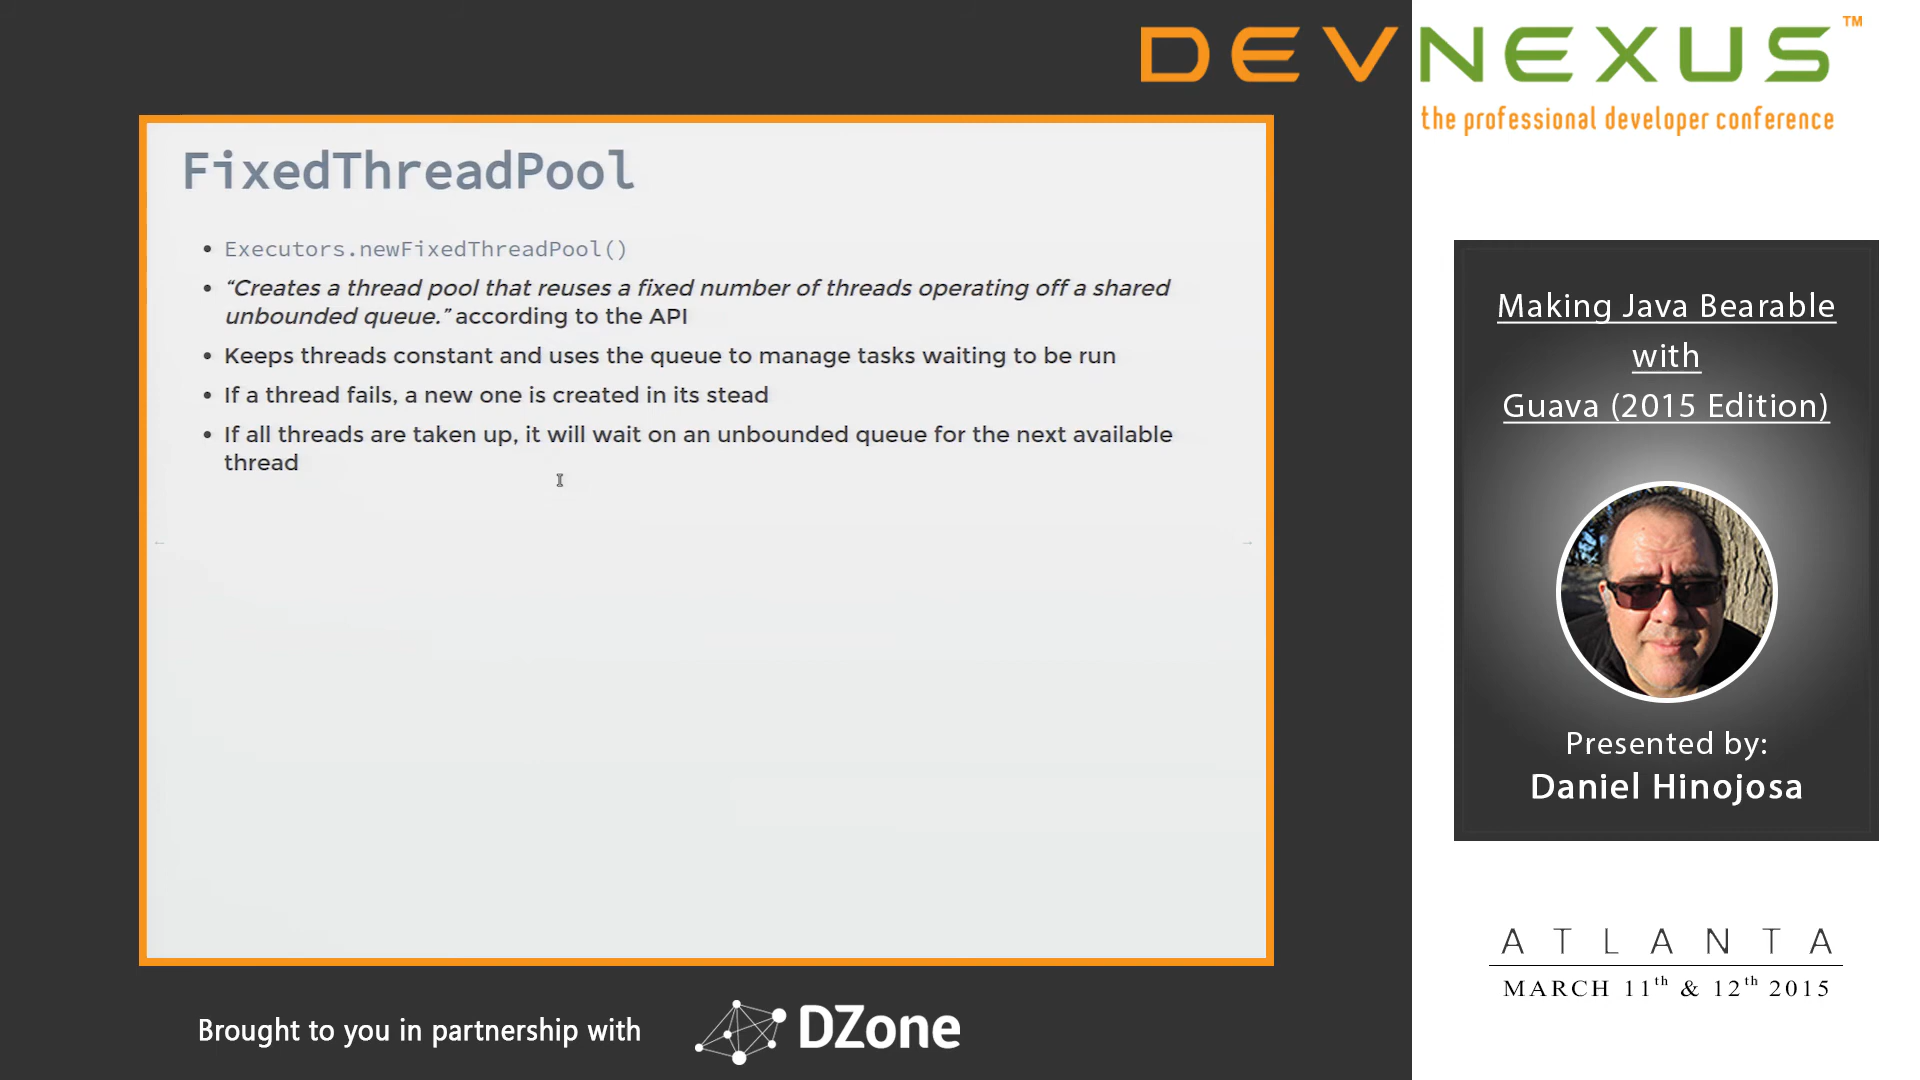 DEVNEXUS™
the professional developer conference
FixedThreadPool
• Executors.newFixedThreadPool()
• “Creates a thread pool that reuses a fixed number of threads operating off a shared
unbounded queue.” according to the API
• Keeps threads constant and uses the queue to manage tasks waiting to be run
• If a thread fails, a new one is created in its stead
• If all threads are taken up, it will wait on an unbounded queue for the next available
thread
Making Java Bearable
with
Guava (2015 Edition)
Presented by:
Daniel Hinojosa
ATLANTA
MARCH 11th & 12th 2015
Brought to you in partnership with
DZone